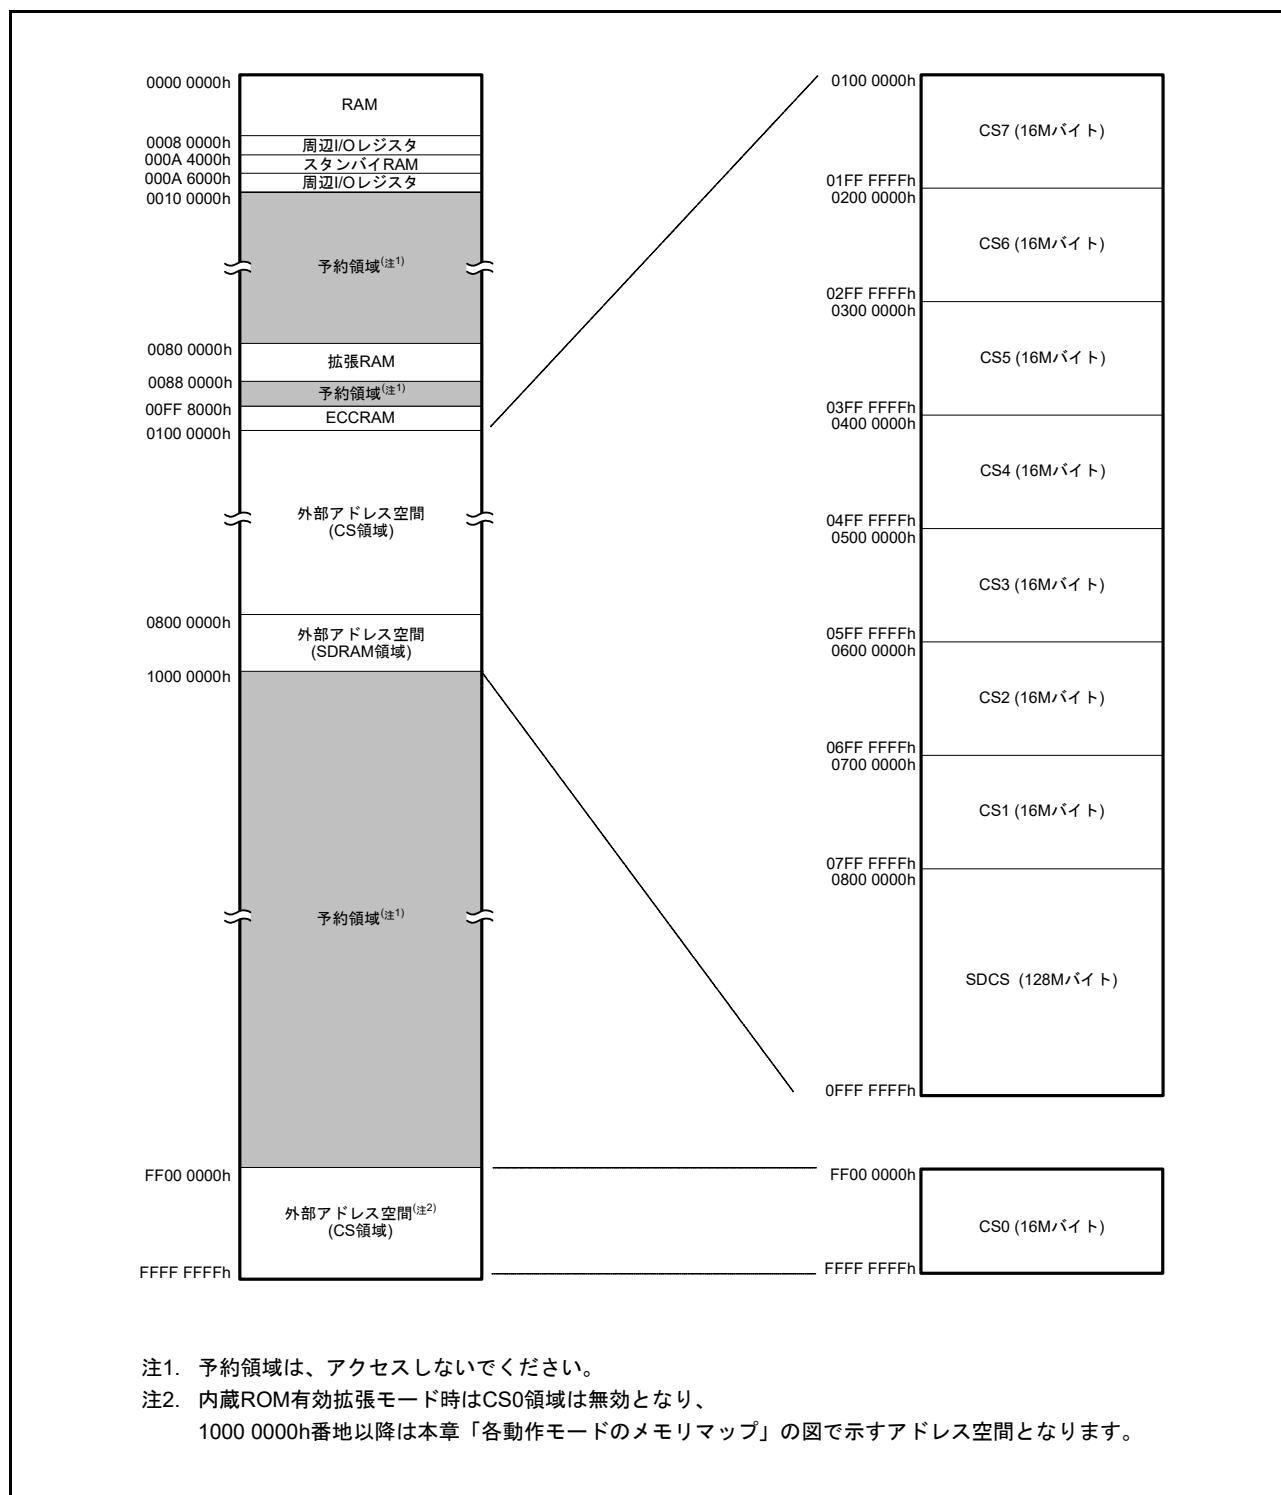 0000 0000h
RAM
0008 0000h
周辺I/Oレジスタ
000A 4000h
スタンバイRAM
000A 6000h
周辺I/Oレジスタ
0010 0000h
予約領域(注1)
0080 0000h
拡張RAM
0088 0000h
予約領域(注1)
00FF 8000h
ECCRAM
0100 0000h
外部アドレス空間
(CS領域)
0800 0000h
外部アドレス空間
(SDRAM領域)
1000 0000h
予約領域(注1)
FF00 0000h
外部アドレス空間(注2)
(CS領域)
FFFF FFFFh
0100 0000h
CS7 (16Mバイト)
01FF FFFFh
0200 0000h
CS6 (16Mバイト)
02FF FFFFh
0300 0000h
CS5 (16Mバイト)
03FF FFFFh
0400 0000h
CS4 (16Mバイト)
04FF FFFFh
0500 0000h
CS3 (16Mバイト)
05FF FFFFh
0600 0000h
CS2 (16Mバイト)
06FF FFFFh
0700 0000h
CS1 (16Mバイト)
07FF FFFFh
0800 0000h
SDCS (128Mバイト)
0FFF FFFFh
FF00 0000h
CS0 (16Mバイト)
FFFF FFFFh
注1. 予約領域は、アクセスしないでください。
注2. 内蔵ROM有効拡張モード時はCS0領域は無効となり、
1000 0000h番地以降は本章「各動作モードのメモリマップ」の図で示すアドレス空間となります。